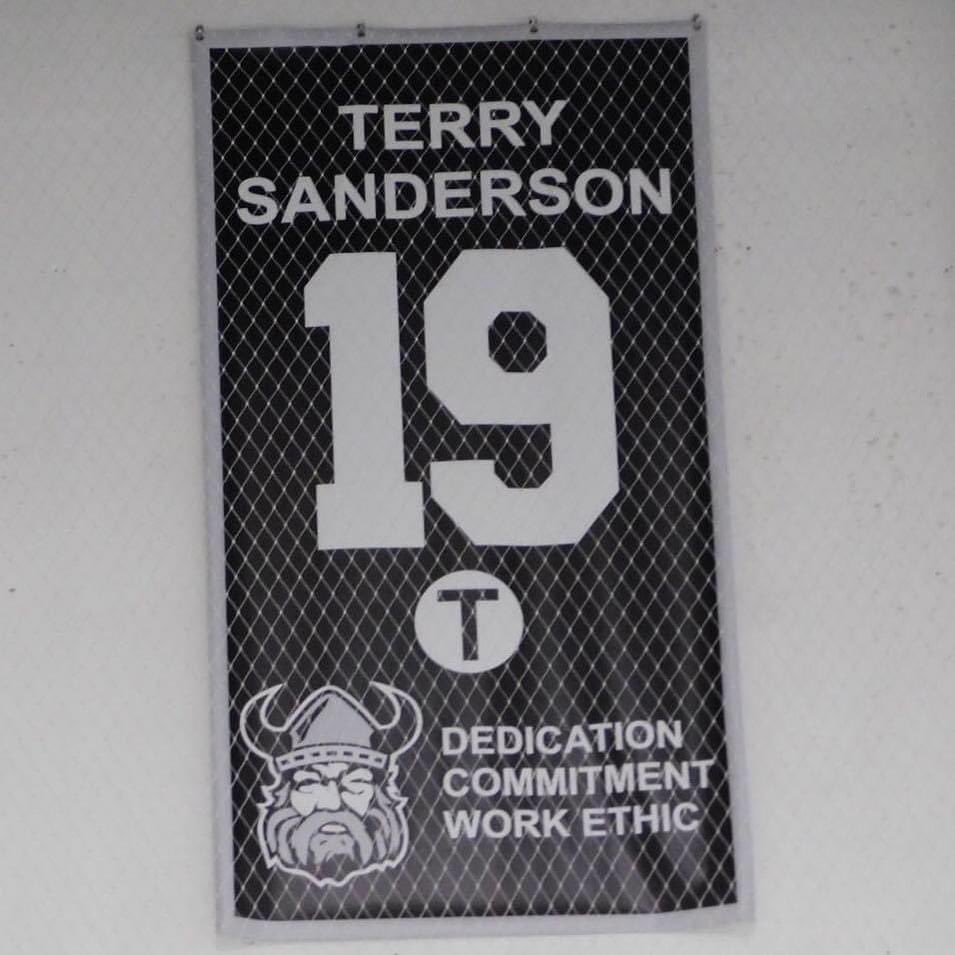 TERRY
SANDERSON
19
T
DEDICATION
COMMITMENT
WORK ETHIC